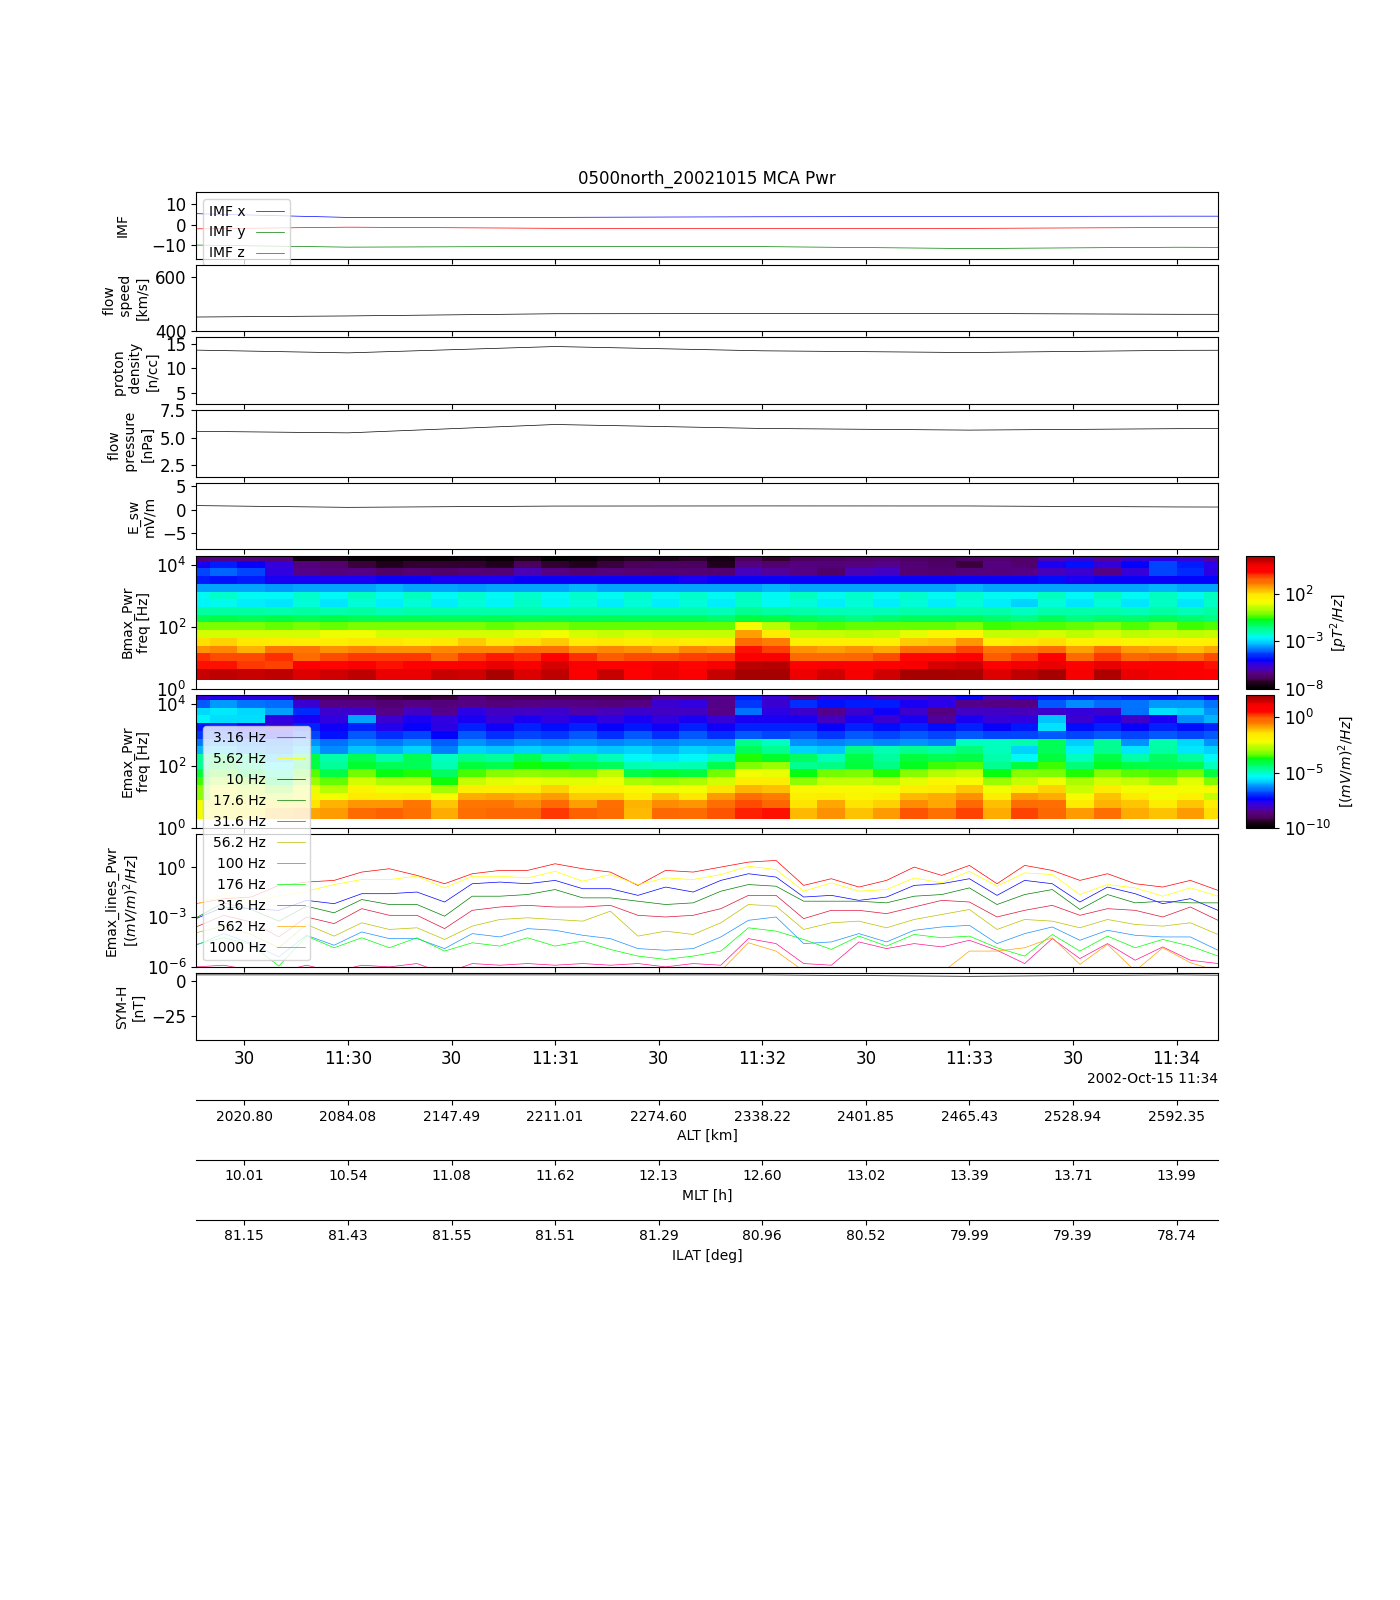 0500north_20021015 MCA Pwr
10
0
−10
IMF
IMF x
IMF y
IMF z
600
400
flow
speed
[km/s]
15
10
5
proton
density
[n/cc]
7.5
5.0
2.5
flow
pressure
[nPa]
5
0
−5
E_sw
mV/m
10^4
10^2
10^0
Bmax_Pwr
freq [Hz]
10^2
10^−3
10^−8
[pT^2/Hz]
10^4
10^2
10^0
Emax_Pwr
freq [Hz]
10^0
10^−5
10^−10
[(mV/m)^2/Hz]
3.16 Hz
5.62 Hz
10 Hz
17.6 Hz
31.6 Hz
56.2 Hz
100 Hz
176 Hz
316 Hz
562 Hz
1000 Hz
10^0
10^−3
10^−6
Emax_lines_Pwr
[(mV/m)^2/Hz]
0
−25
SYM-H
[nT]
30 11:30 30 11:31 30 11:32 30 11:33 30 11:34
2002-Oct-15 11:34
2020.80 2084.08 2147.49 2211.01 2274.60 2338.22 2401.85 2465.43 2528.94 2592.35
ALT [km]
10.01 10.54 11.08 11.62 12.13 12.60 13.02 13.39 13.71 13.99
MLT [h]
81.15 81.43 81.55 81.51 81.29 80.96 80.52 79.99 79.39 78.74
ILAT [deg]